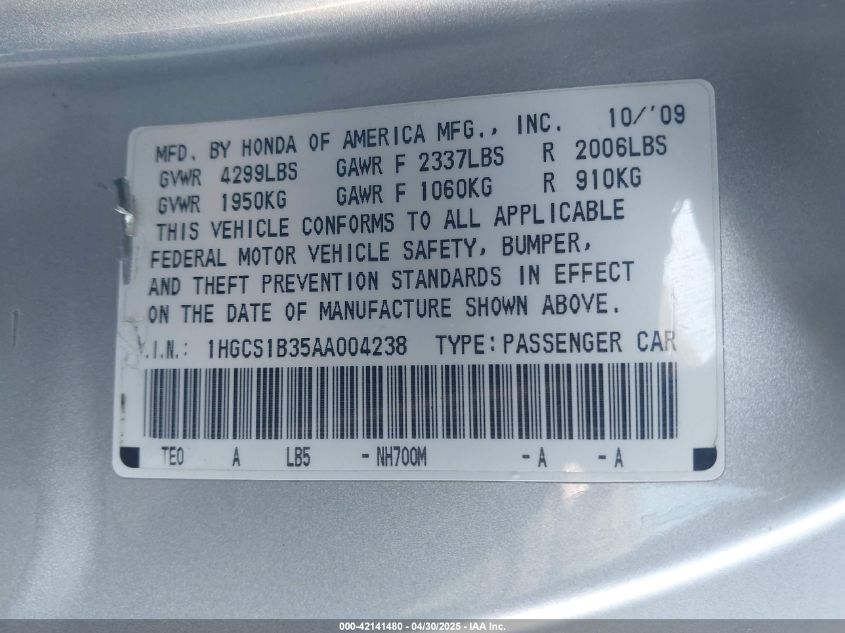 MFD. BY HONDA OF AMERICA MFG., INC. 10/'09
GVWR 4299LBS GAWR F 2337LBS R 2006LBS
GVWR 1950KG GAWR F 1060KG R 910KG
THIS VEHICLE CONFORMS TO ALL APPLICABLE
FEDERAL MOTOR VEHICLE SAFETY, BUMPER,
AND THEFT PREVENTION STANDARDS IN EFFECT
ON THE DATE OF MANUFACTURE SHOWN ABOVE.
V.I.N.: 1HGCS1B35AA004238 TYPE:PASSENGER CAR
TE0 A LB5 -NH700M -A -A
000-42141480 - 04/30/2025 - IAA Inc.